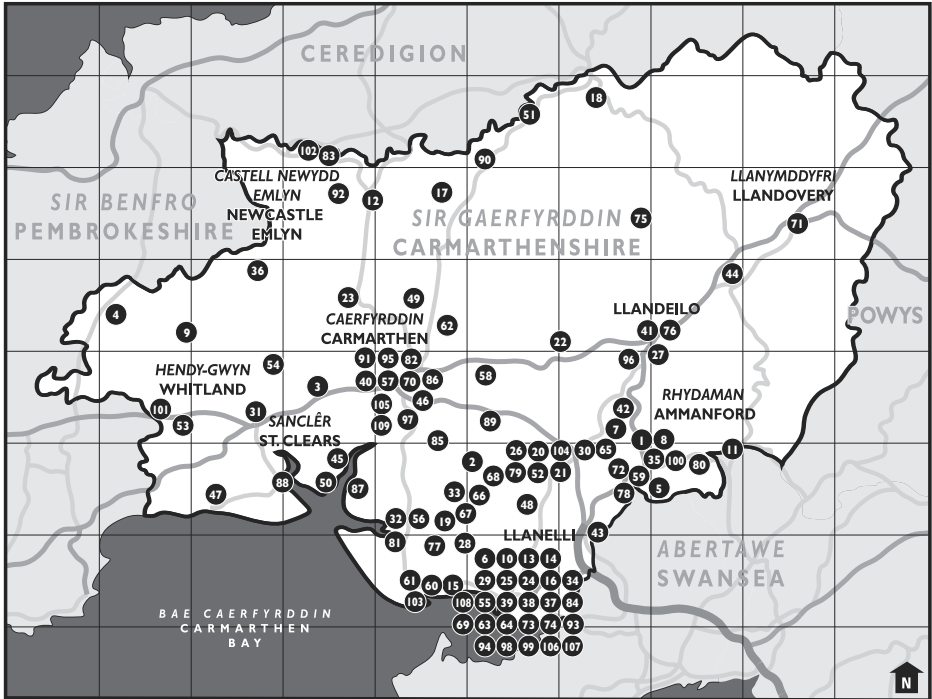 CEREDIGION
18
51
102 83
90
CASTELL NEWYDD
EMLYN
NEWCASTLE
EMLYN
92 12 17
SIR BENFRO
PEMBROKESHIRE
SIR GAERFYRDDIN
CARMARTHENSHIRE
75
LLANYMDDYFRI
LLANDOVERY
71
36
44
4
9
23 49
CAERFYRDDIN
CARMARTHEN
62
22
LLANDEILO
41 76
96 27
POWYS
91 95 82
40 57 70 86
105 46
109 97
58
89
85
54
3
HENDY-GWYN
WHITLAND
101
53
31
SANCLÊR
ST. CLEARS
45
88 50 87
47
RHYDAMAN
AMMANFORD
42
7 1 8
11
35 100 80
72 59
78 5
26 20 104 30 65
2
68 79 52 21
33 66
48
32 56 19 67
81 77 28
LLANELLI
43
6 10 13 14
61 60 15 29 25 24 16 34
103 108 55 39 38 37 84
69 63 64 73 74 93
94 98 99 106 107
ABERTAWE
SWANSEA
BAE CAERFYRDDIN
CARMARTHEN
BAY
N